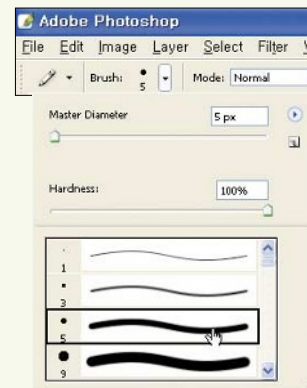 Adobe Photoshop
File Edit Image Layer Select Filter
Brush: 5 Mode: Normal
Master Diameter 5 px
Hardness: 100%
1
3
5
9